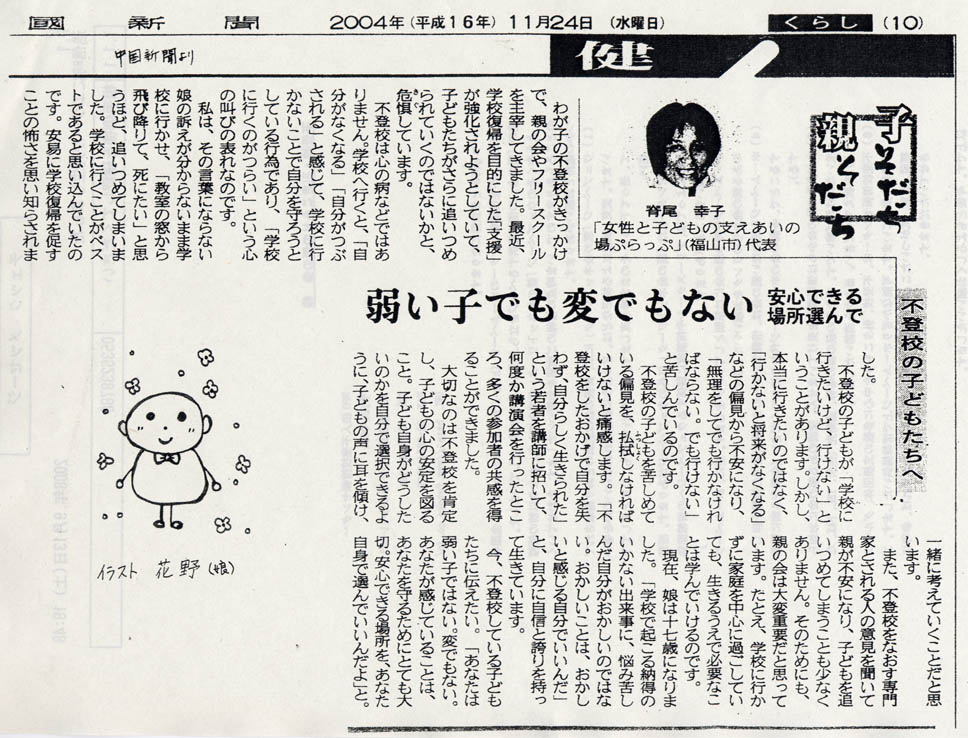 國 新 聞 2004年(平成16年) 11月24日 (水曜日) くらし (10)
中国新聞より
健
子そだち
親そだち
脊尾 幸子
「女性と子どもの支えあいの
場ぷらっぷ」(福山市)代表
わが子の不登校がきっかけ
で、親の会やフリースクール
を主宰してきました。最近、
学校復帰を目的にした「支援」
が強化されようとしていて、
子どもたちがさらに追いつめ
られていくのではないかと、
危惧しています。
不登校は心の病などではあ
りません。学校へ行くと、「自
分がなくなる」「自分がつぶ
される」と感じて、学校に行
かないことで自分を守ろうと
している行為であり、「学校
に行くのがつらい」という心
の叫びの表れなのです。
私は、その言葉にならない
娘の訴えが分からないまま学
校に行かせ、「教室の窓から
飛び降りて、死にたい」と思
うほど、追いつめてしまいま
した。学校に行くことがベス
トであると思い込んでいたの
です。安易に学校復帰を促す
ことの怖さを思い知らされま
不登校の子どもたちへ
弱い子でも変でもない
安心できる
場所選んで
した。
不登校の子どもが「学校に
行きたいけど、行けない」と
いうことがあります。しかし、
本当に行きたいのではなく、
「行かないと将来がなくなる」
などの偏見から不安になり、
「無理をしてでも行かなけれ
ばならない。でも行けない」
と苦しんでいるのです。
不登校の子どもを苦しめて
いる偏見を、払拭しなければ
いけないと痛感します。「不
登校をしたおかげで自分を失
わず、自分らしく生きられた」
という若者を講師に招いて、
何度か講演会を行ったとこ
ろ、多くの参加者の共感を得
ることができました。
大切なのは不登校を肯定
し、子どもの心の安定を図る
こと。子ども自身がどうした
いのかを自分で選択できるよ
うに、子どもの声に耳を傾け、
一緒に考えていくことだと思
います。
また、不登校をなおす専門
家とされる人の意見を聞いて
親が不安になり、子どもを追
いつめてしまうことも少なく
ありません。そのためにも、
親の会は大変重要だと思って
います。たとえ、学校に行か
ずに家庭を中心に過ごしてい
ても、生きるうえで必要なこ
とは学んでいけるのです。
現在、娘は十七歳になりま
した。「学校で起こる納得の
いかない出来事に、悩み苦し
んだ自分がおかしいのではな
い。おかしいことは、おかし
いと感じる自分でいいんだ」
と、自分に自信と誇りを持っ
て生きています。
今、不登校している子ども
たちに伝えたい。「あなたは
弱い子ではない。変でもない。
あなたが感じていることは、
あなたを守るためにとても大
切。安心できる場所を、あなた
自身で選んでいいんだよ」と。
イラスト 花野(娘)